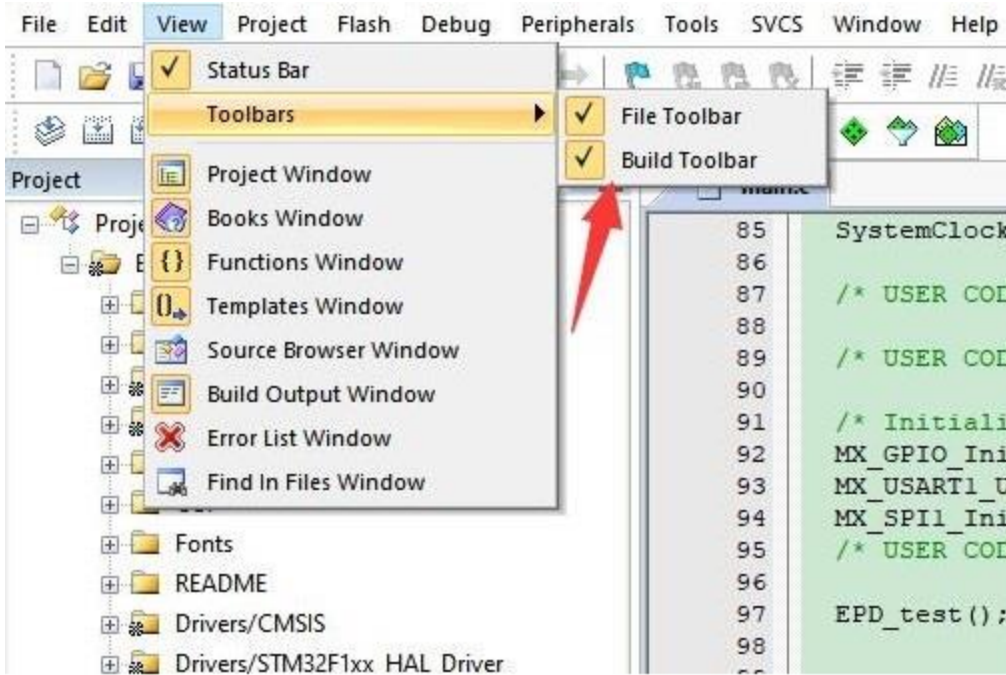 File Edit View Project Flash Debug Peripherals Tools SVCS Window Help
Status Bar
Toolbars
File Toolbar
Build Toolbar
Project
Project Window
main.c
Books Window
Functions Window
Templates Window
Source Browser Window
Build Output Window
Error List Window
Find In Files Window
Fonts
README
Drivers/CMSIS
Drivers/STM32F1xx_HAL_Driver
85 SystemClock
86
87 /* USER COD
88
89 /* USER COD
90
91 /* Initiali
92 MX_GPIO_Ini
93 MX_USART1_U
94 MX_SPI1_Ini
95 /* USER COD
96
97 EPD_test();
98